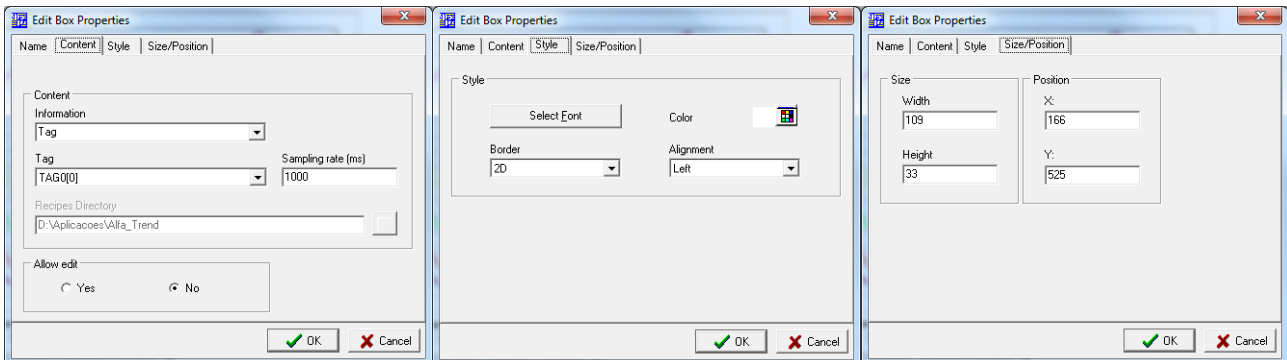 Edit Box Properties
Name Content Style Size/Position
Content
Information
Tag
Tag Sampling rate (ms)
TAG0[0] 1000
Recipes Directory
D:\Aplicacoes\Alfa_Trend
Allow edit
Yes No
OK Cancel
Edit Box Properties
Name Content Style Size/Position
Style
Select Font Color
Border Alignment
2D Left
OK Cancel
Edit Box Properties
Name Content Style Size/Position
Size Position
Width X:
109 166
Height Y:
33 525
OK Cancel